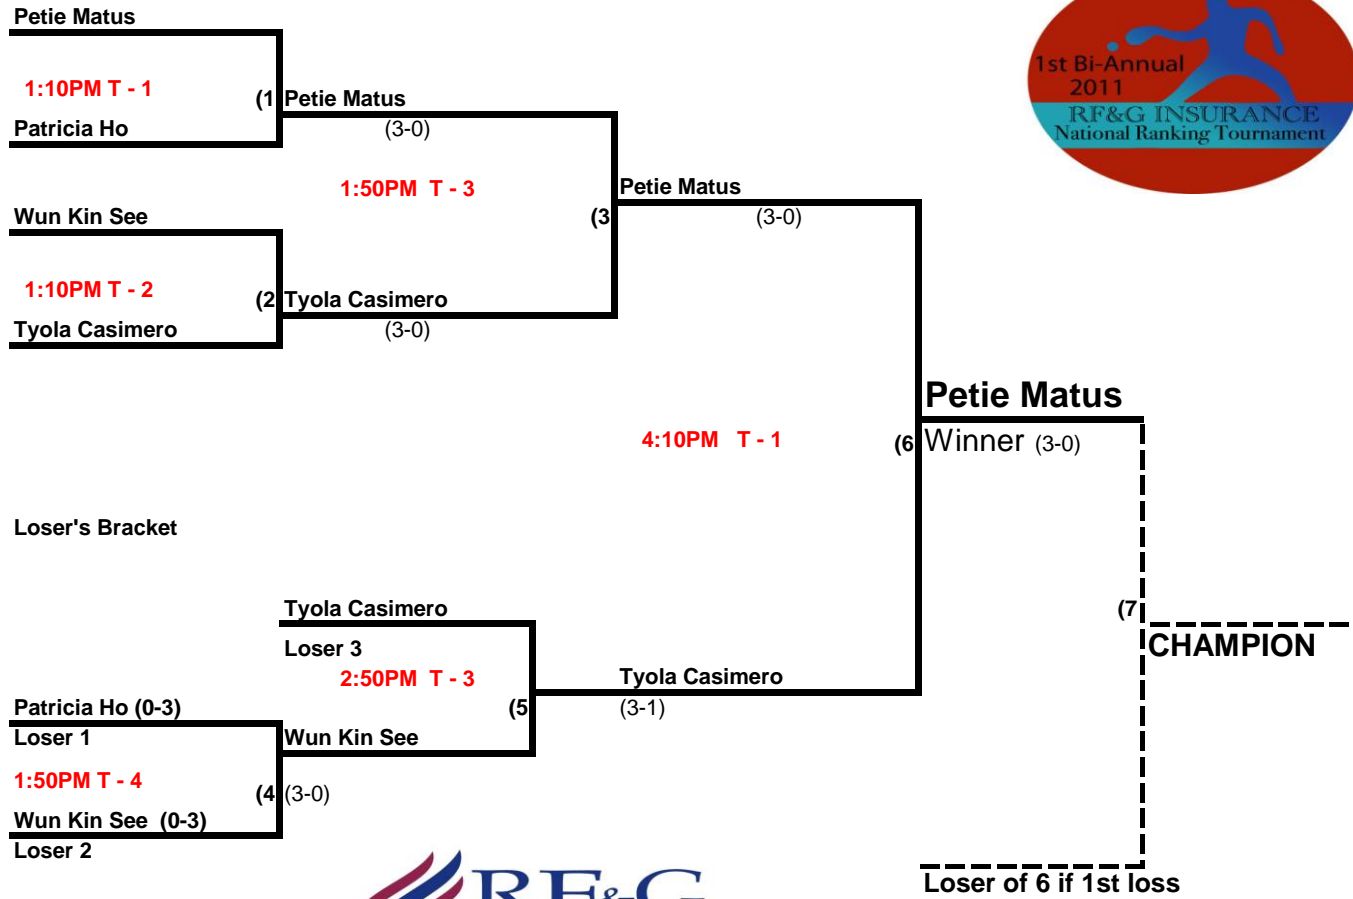 Petie Matus
1st Bi-Annual
2011
RF&G INSURANCE
National Ranking Tournament
1:10PM T - 1
(1 Petie Matus
Patricia Ho
(3-0)
1:50PM T - 3
Petie Matus
Wun Kin See
(3
(3-0)
1:10PM T - 2
(2 Tyola Casimero
Tyola Casimero
(3-0)
Petie Matus
4:10PM T - 1
(6 Winner (3-0)
Loser's Bracket
Tyola Casimero
(7
Loser 3
CHAMPION
2:50PM T - 3
Tyola Casimero
Patricia Ho (0-3)
(5
(3-1)
Loser 1
Wun Kin See
1:50PM T - 4
(4 (3-0)
Wun Kin See (0-3)
Loser 2
RF&G
Loser of 6 if 1st loss